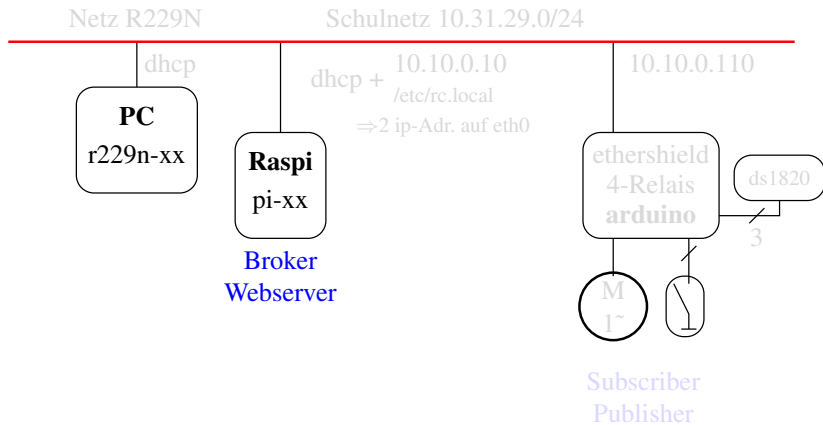 Netz R229N
Schulnetz 10.31.29.0/24
dhcp
dhcp +
10.10.0.10
/etc/rc.local
⇒2 ip-Adr. auf eth0
10.10.0.110
PC
r229n-xx
Raspi
pi-xx
Broker
Webserver
ethershield
4-Relais
arduino
ds1820
3
M
1~
Subscriber
Publisher